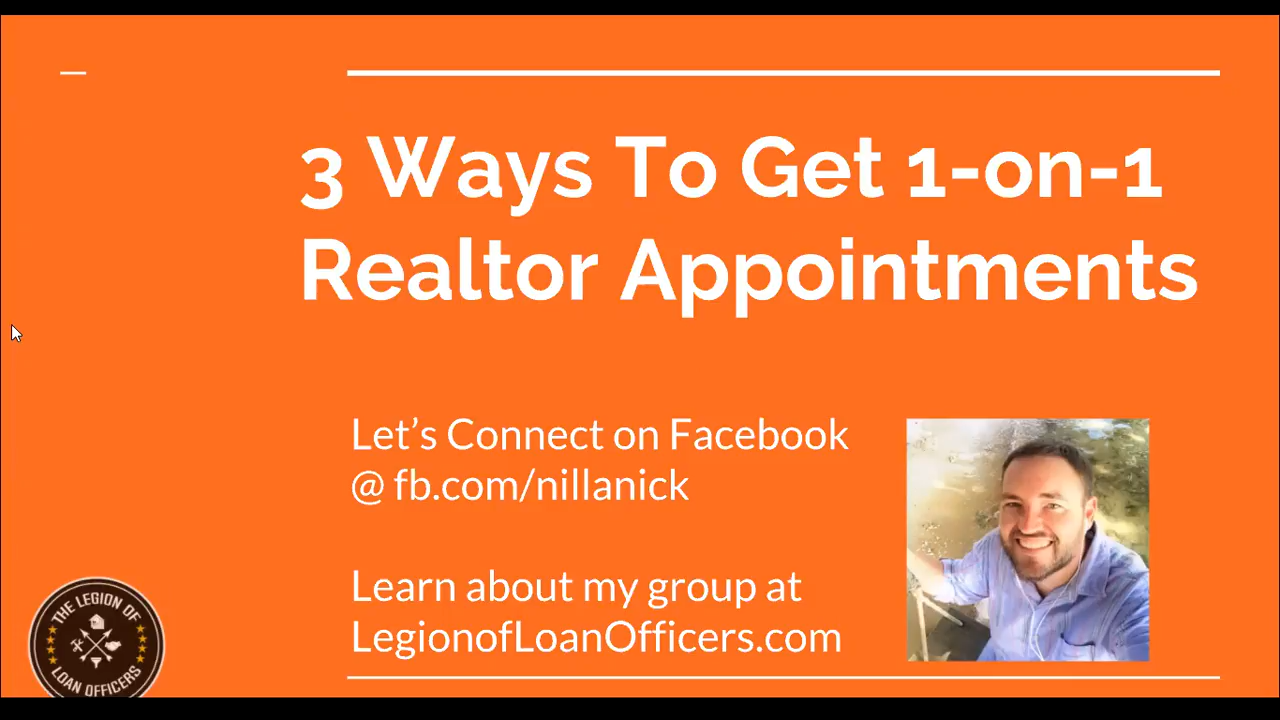 3 Ways To Get 1-on-1
Realtor Appointments
Let's Connect on Facebook
@ fb.com/nillanick
Learn about my group at
LegionofLoanOfficers.com
THE LEGION OF
LOAN OFFICERS